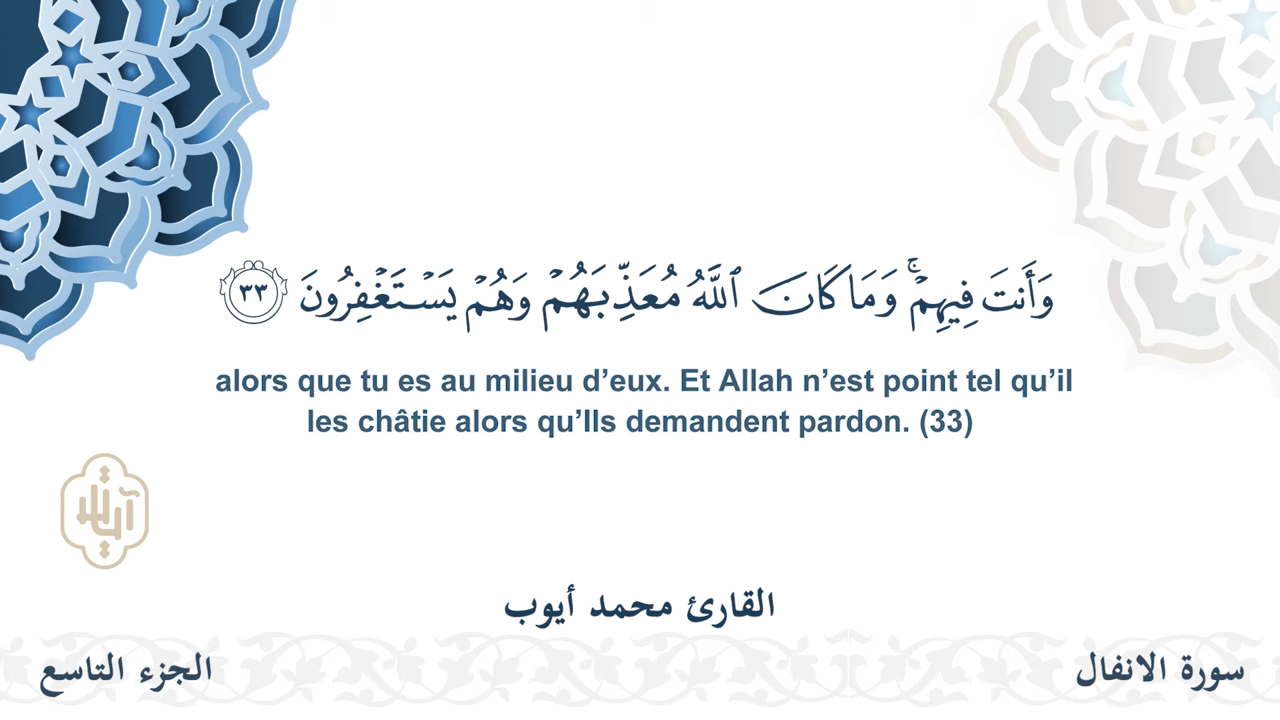 وَأَنتَ فِيهِمْ ۚ وَمَا كَانَ ٱللَّهُ مُعَذِّبَهُمْ وَهُمْ يَسْتَغْفِرُونَ ٣٣
alors que tu es au milieu d’eux. Et Allah n’est point tel qu’il
les châtie alors qu’Ils demandent pardon. (33)
آيات
القارئ محمد أيوب
سورة الانفال
الجزء التاسع